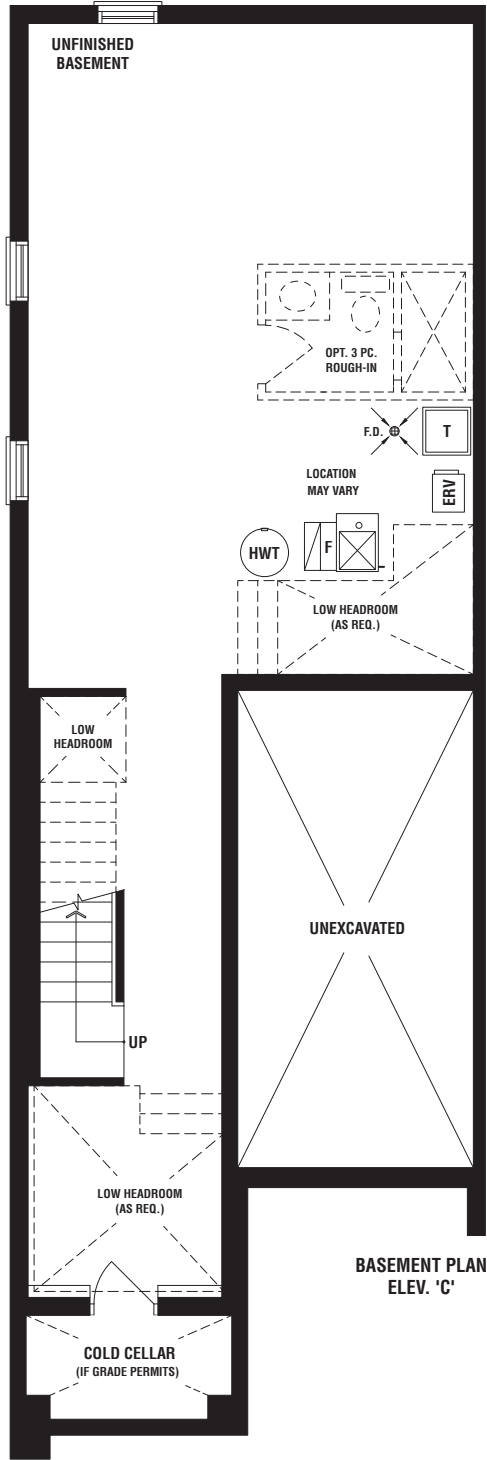 UNFINISHED
BASEMENT
OPT. 3 PC.
ROUGH-IN
F.D.
T
LOCATION
MAY VARY
ERV
HWT
F
LOW HEADROOM
(AS REQ.)
LOW
HEADROOM
UNEXCAVATED
UP
LOW HEADROOM
(AS REQ.)
BASEMENT PLAN
ELEV. 'C'
COLD CELLAR
(IF GRADE PERMITS)